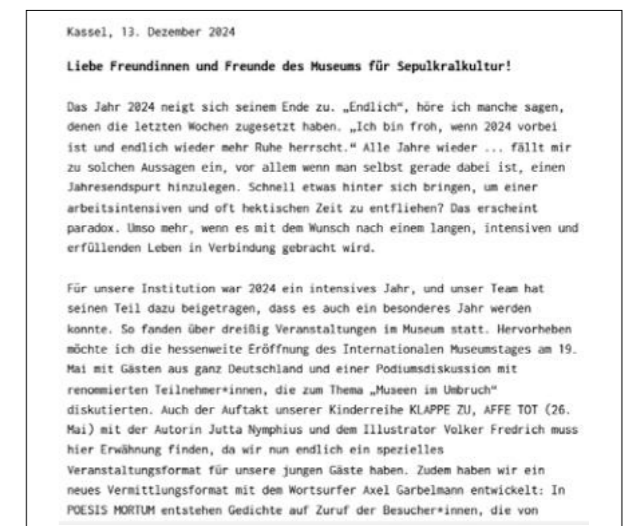 Kassel, 13. Dezember 2024
Liebe Freundinnen und Freunde des Museums für Sepulkralkultur!
Das Jahr 2024 neigt sich seinem Ende zu. „Endlich“, höre ich manche sagen,
denen die letzten Wochen zugesetzt haben. „Ich bin froh, wenn 2024 vorbei
ist und endlich wieder mehr Ruhe herrscht.“ Alle Jahre wieder ... fällt mir
zu solchen Aussagen ein, vor allem wenn man selbst gerade dabei ist, einen
Jahresendspurt hinzulegen. Schnell etwas hinter sich bringen, um einer
arbeitsintensiven und oft hektischen Zeit zu entfliehen? Das erscheint
paradox. Umso mehr, wenn es mit dem Wunsch nach einem langen, intensiven und
erfüllenden Leben in Verbindung gebracht wird.
Für unsere Institution war 2024 ein intensives Jahr, und unser Team hat
seinen Teil dazu beigetragen, dass es auch ein besonderes Jahr werden
konnte. So fanden über dreißig Veranstaltungen im Museum statt. Hervorheben
möchte ich die hessenweite Eröffnung des Internationalen Museumstages am 19.
Mai mit Gästen aus ganz Deutschland und einer Podiumsdiskussion mit
renommierten Teilnehmer*innen, die zum Thema „Museen im Umbruch“
diskutierten. Auch der Auftakt unserer Kinderreihe KLAPPE ZU, AFFE TOT (26.
Mai) mit der Autorin Jutta Nymphius und dem Illustrator Volker Fredrich muss
hier Erwähnung finden, da wir nun endlich ein spezielles
Veranstaltungsformat für unsere jungen Gäste haben. Zudem haben wir ein
neues Vermittlungsformat mit dem Wortsurfer Axel Garbelmann entwickelt: In
POESIS MORTUM entstehen Gedichte auf Zuruf der Besucher*innen, die von